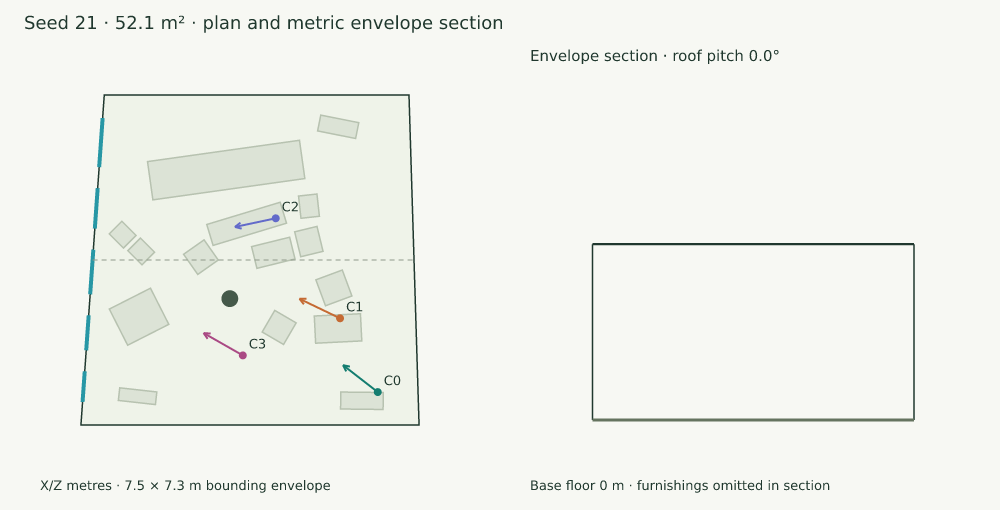 Seed 21 · 52.1 m² · plan and metric envelope section
Envelope section · roof pitch 0.0°
C2
C1
C3
C0
X/Z metres · 7.5 × 7.3 m bounding envelope
Base floor 0 m · furnishings omitted in section